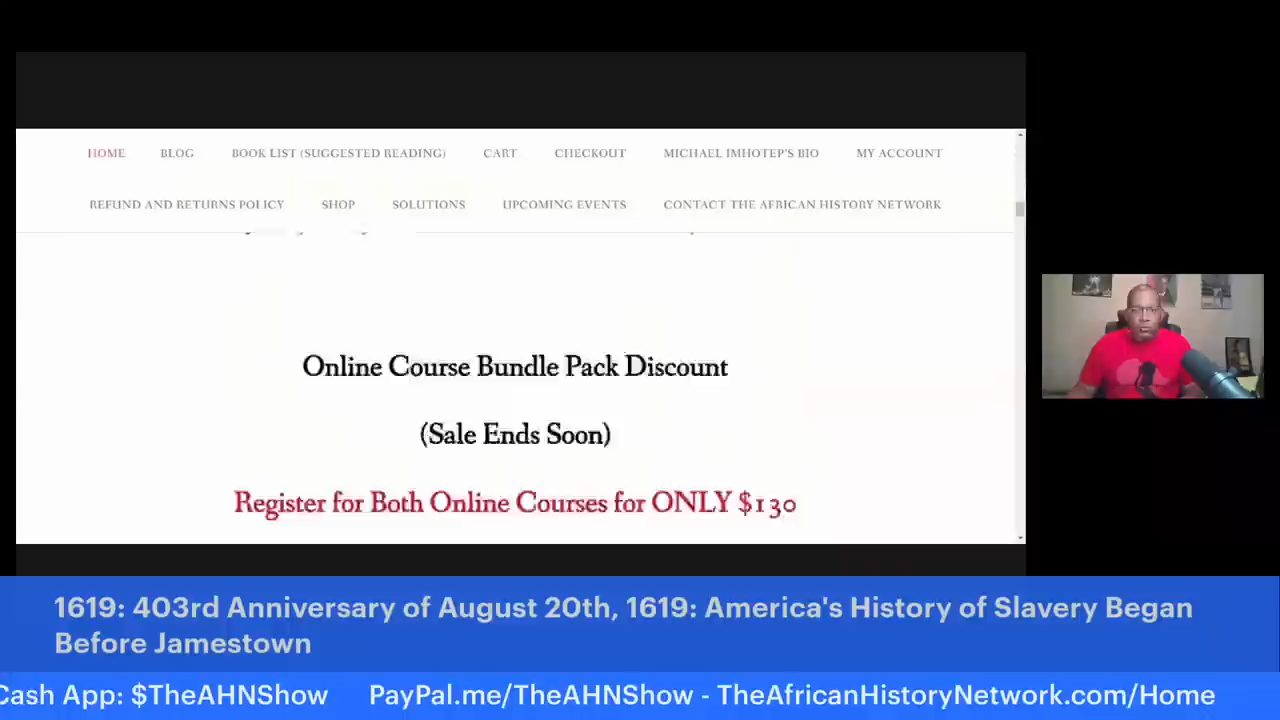 HOME BLOG BOOK LIST (SUGGESTED READING) CART CHECKOUT MICHAEL IMHOTEP'S BIO MY ACCOUNT
REFUND AND RETURNS POLICY SHOP SOLUTIONS UPCOMING EVENTS CONTACT THE AFRICAN HISTORY NETWORK
Online Course Bundle Pack Discount
(Sale Ends Soon)
Register for Both Online Courses for ONLY $130
1619: 403rd Anniversary of August 20th, 1619: America's History of Slavery Began
Before Jamestown
Cash App: $TheAHNShow PayPal.me/TheAHNShow - TheAfricanHistoryNetwork.com/Home